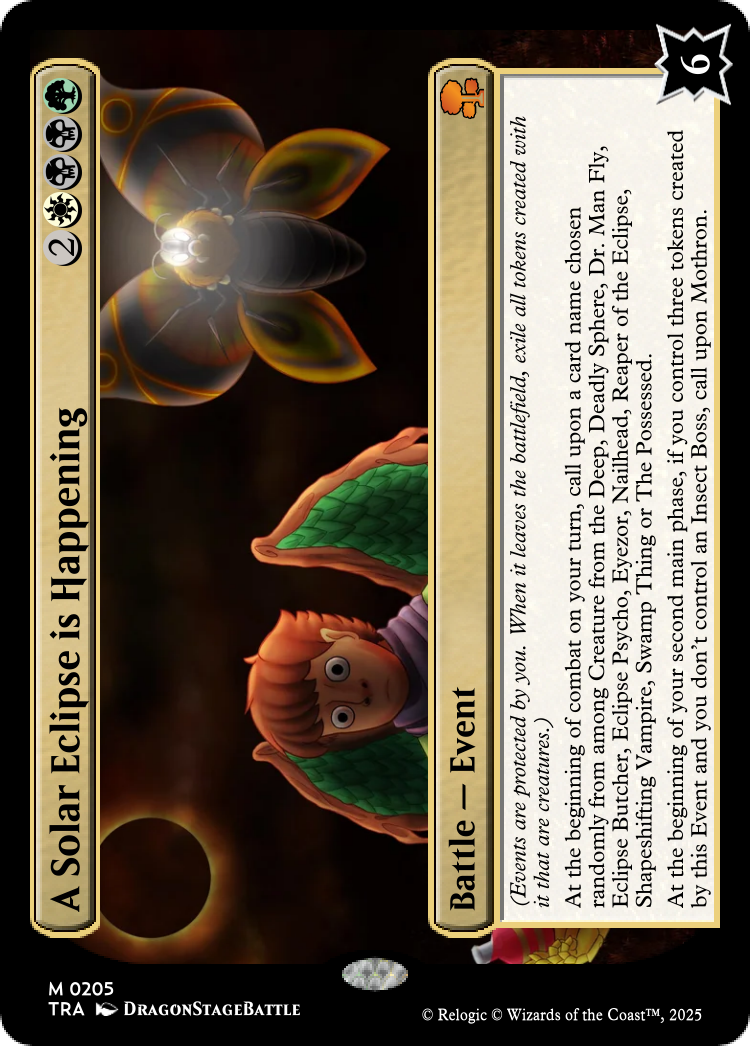 A Solar Eclipse is Happening
2
Battle — Event
(Events are protected by you. When it leaves the battlefield, exile all tokens created with
it that are creatures.)
At the beginning of combat on your turn, call upon a card name chosen
randomly from among Creature from the Deep, Deadly Sphere, Dr. Man Fly,
Eclipse Butcher, Eclipse Psycho, Eyezor, Nailhead, Reaper of the Eclipse,
Shapeshifting Vampire, Swamp Thing or The Possessed.
At the beginning of your second main phase, if you control three tokens created
by this Event and you don't control an Insect Boss, call upon Mothron.
6
M 0205
TRA DragonStageBattle
© Relogic © Wizards of the Coast™, 2025